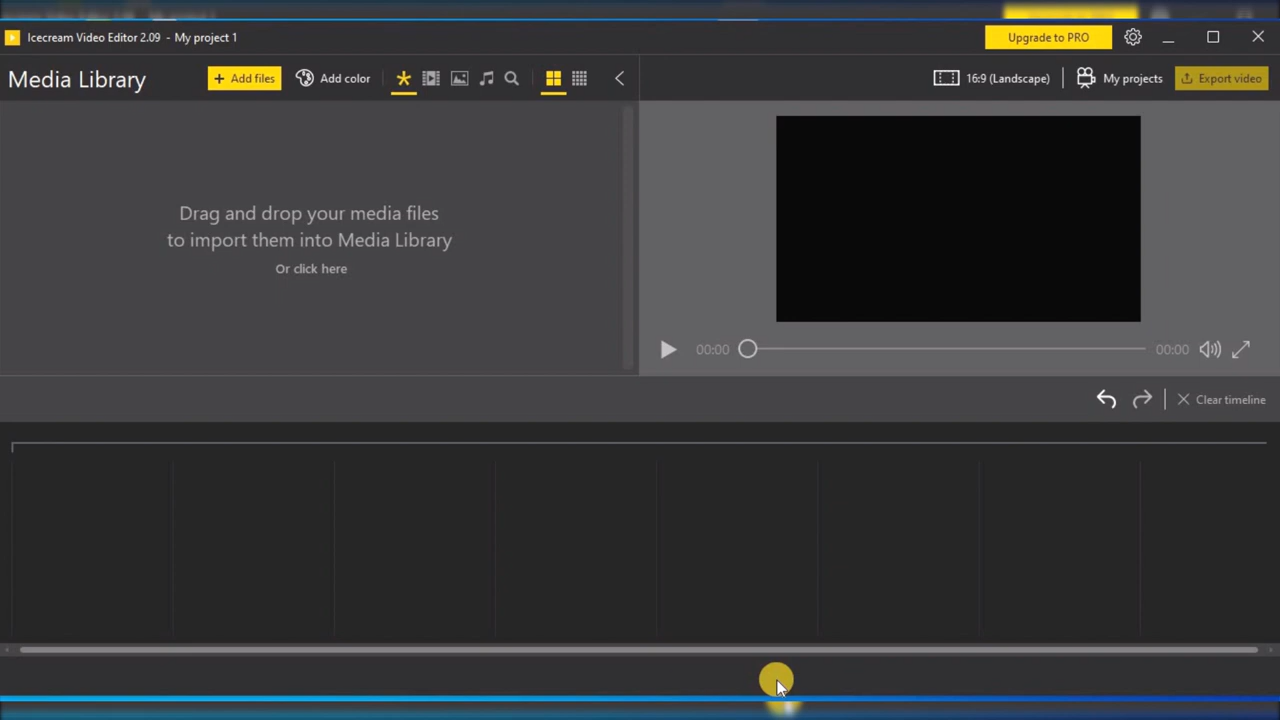 Icecream Video Editor 2.09 - My project 1
Upgrade to PRO
Media Library
+ Add files
Add color
16:9 (Landscape)
My projects
Export video
Drag and drop your media files
to import them into Media Library
Or click here
00:00
00:00
Clear timeline